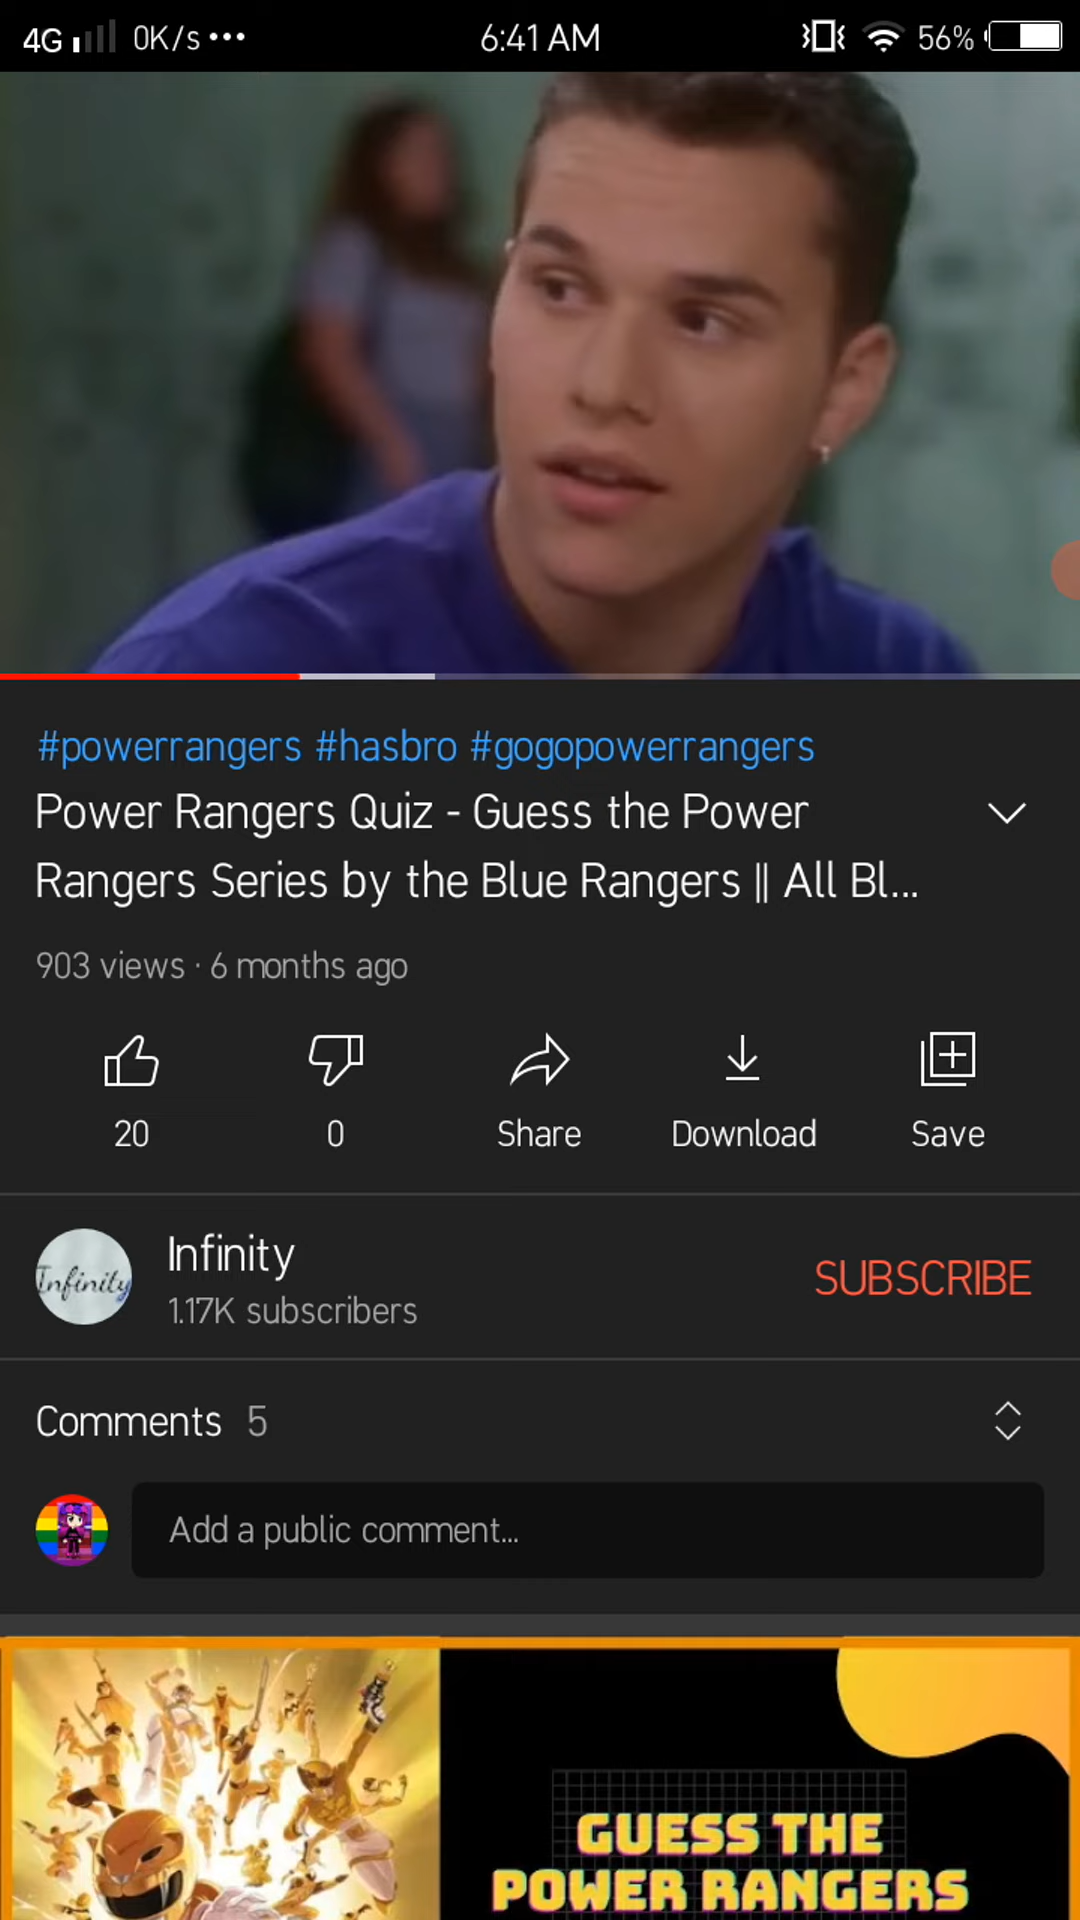 4G 0K/s ••• 6:41 AM 56%
#powerrangers #hasbro #gogopowerrangers
Power Rangers Quiz - Guess the Power
Rangers Series by the Blue Rangers || All Bl...
903 views · 6 months ago
20 0 Share Download Save
Infinity
Infinity
1.17K subscribers
SUBSCRIBE
Comments 5
Add a public comment...
GUESS THE
POWER RANGERS